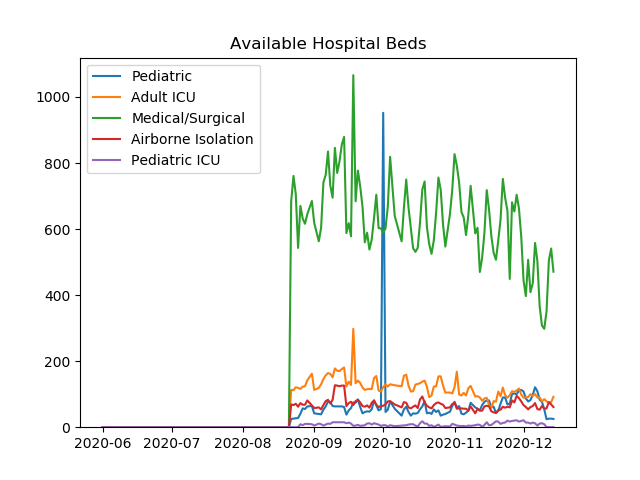 Available Hospital Beds
Pediatric
Adult ICU
Medical/Surgical
Airborne Isolation
Pediatric ICU
1000
800
600
400
200
0
2020-06 2020-07 2020-08 2020-09 2020-10 2020-11 2020-12